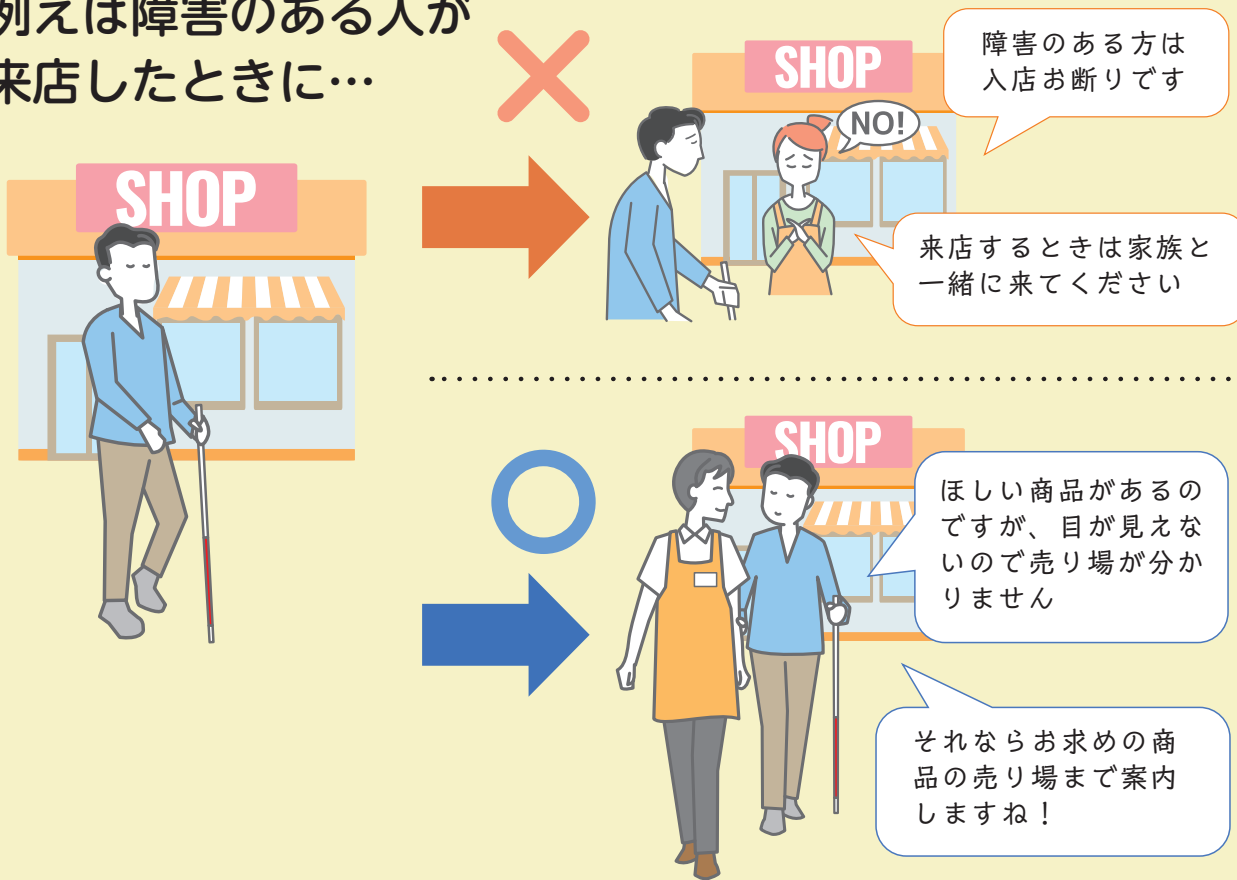 例えば障害のある人が
来店したときに…
SHOP
SHOP
NO!
障害のある方は
入店お断りです
来店するときは家族と
一緒に来てください
SHOP
ほしい商品があるの
ですが、目が見えな
いので売り場が分か
りません
それならお求めの商
品の売り場まで案内
しますね！